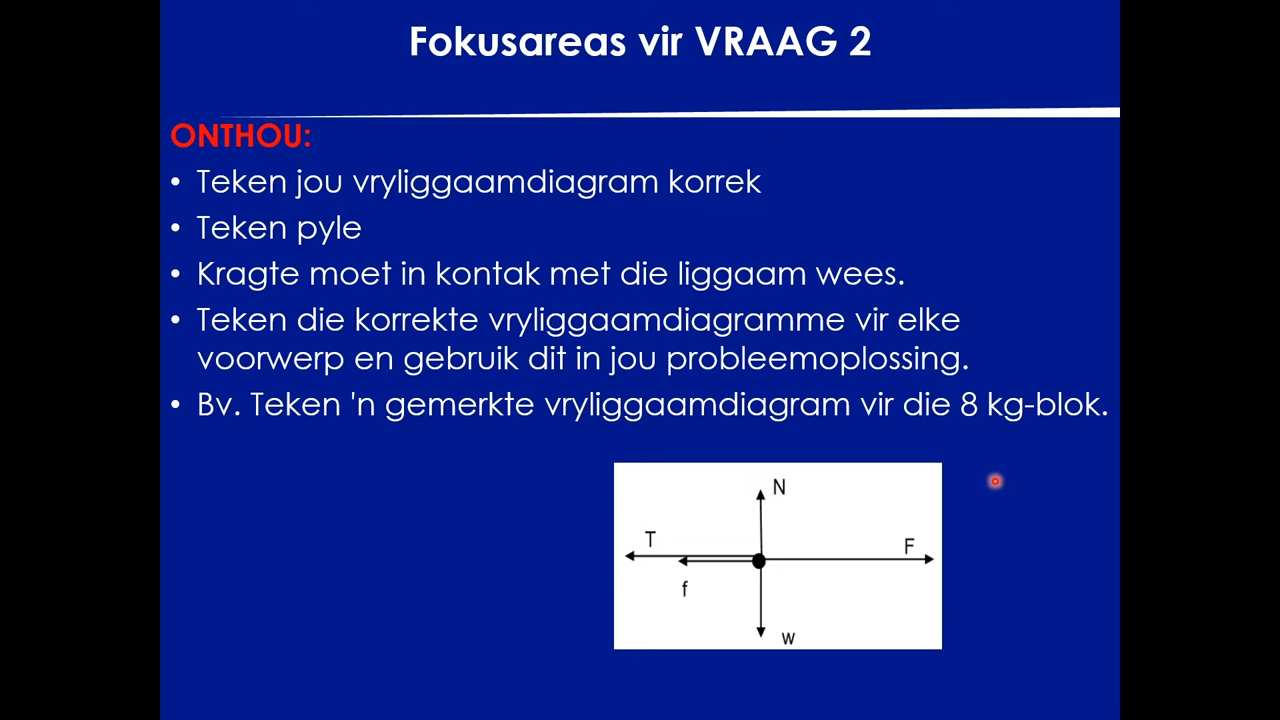 Fokusareas vir VRAAG 2
ONTHOU:
• Teken jou vryliggaamdiagram korrek
• Teken pyle
• Kragte moet in kontak met die liggaam wees.
• Teken die korrekte vryliggaamdiagramme vir elke
voorwerp en gebruik dit in jou probleemoplossing.
• Bv. Teken 'n gemerkte vryliggaamdiagram vir die 8 kg-blok.
N
T
F
f
w